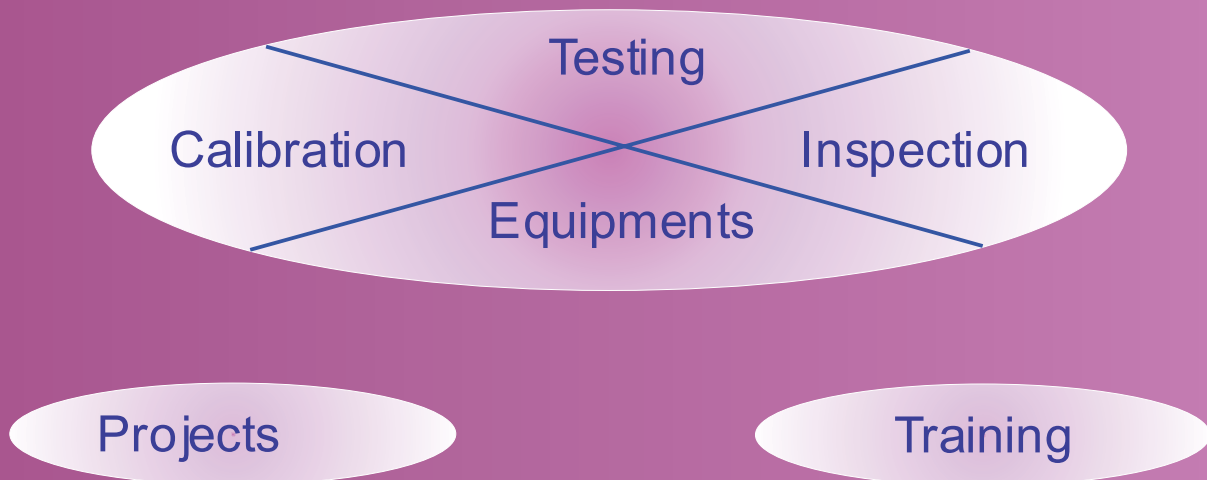 Testing
Calibration
Inspection
Equipments
Projects
Training